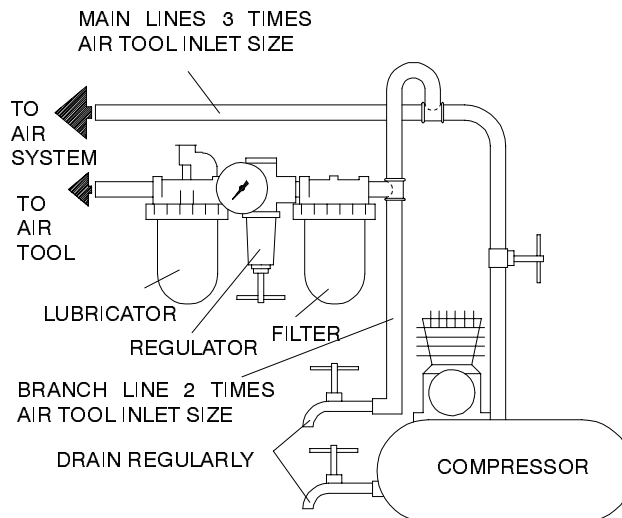 MAIN LINES 3 TIMES
AIR TOOL INLET SIZE
TO
AIR
SYSTEM
TO
AIR
TOOL
LUBRICATOR
REGULATOR
FILTER
BRANCH LINE 2 TIMES
AIR TOOL INLET SIZE
DRAIN REGULARLY
COMPRESSOR